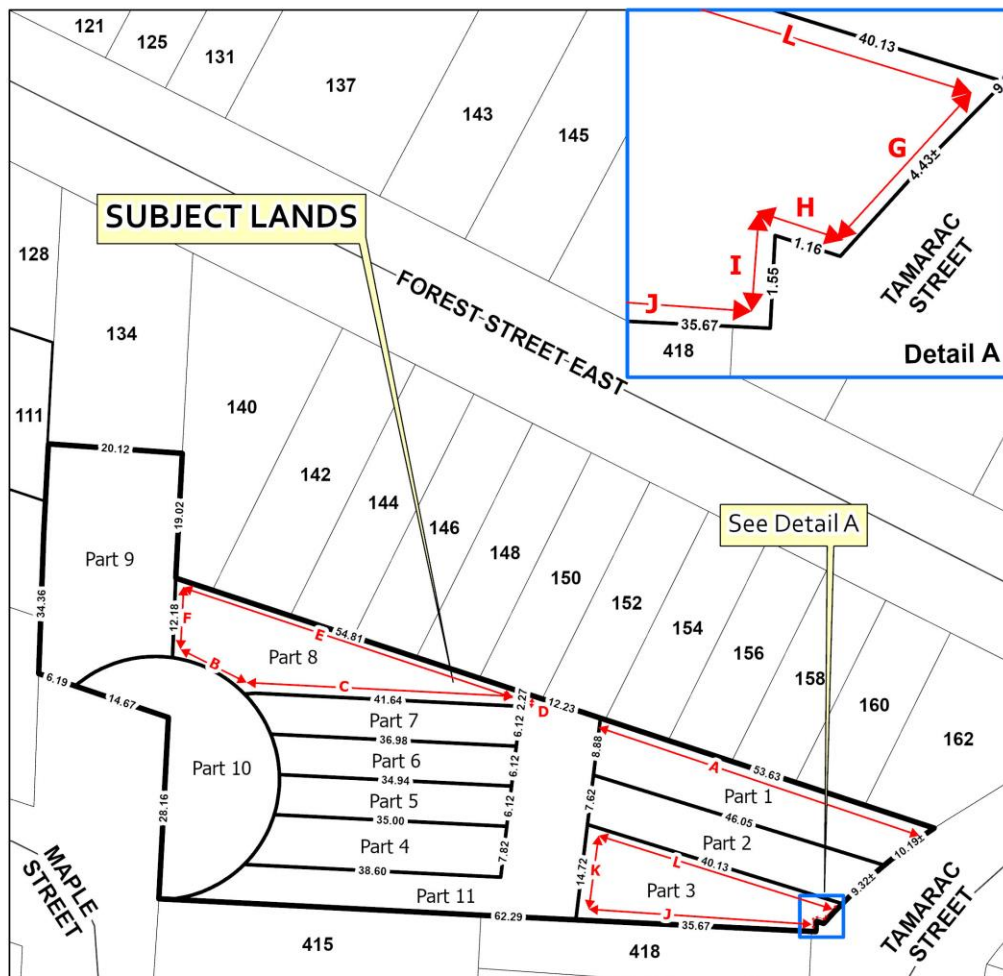 121
125
131
137
143
145
L
40.13
9.
G
4.43±
H
1.16
I
1.55
J
35.67
418
TAMARAC
STREET
Detail A
SUBJECT LANDS
FOREST STREET EAST
128
134
111
140
142
144
146
148
150
152
154
156
158
160
162
See Detail A
20.12
19.02
Part 9
34.36
12.18
F
E
54.81
B
Part 8
C
6.19
14.67
41.64
2.27
D
12.23
Part 7
6.12
36.98
Part 6
6.12
34.94
Part 5
6.12
35.00
Part 4
7.82
38.60
Part 10
28.16
Part 11
62.29
8.88
A
53.63
Part 1
7.62
46.05
10.19±
Part 2
L
40.13
9.32±
14.72
K
Part 3
J
35.67
MAPLE
STREET
415
418
TAMARAC
STREET